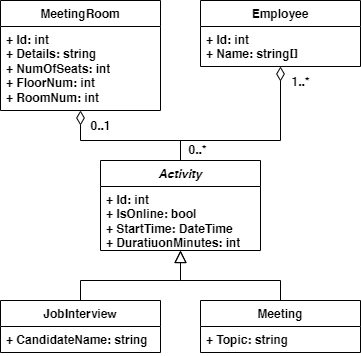 MeetingRoom
+ Id: int
+ Details: string
+ NumOfSeats: int
+ FloorNum: int
+ RoomNum: int
Employee
+ Id: int
+ Name: string[]
0..1
1..*
0..*
Activity
+ Id: int
+ IsOnline: bool
+ StartTime: DateTime
+ DuratiuonMinutes: int
JobInterview
+ CandidateName: string
Meeting
+ Topic: string